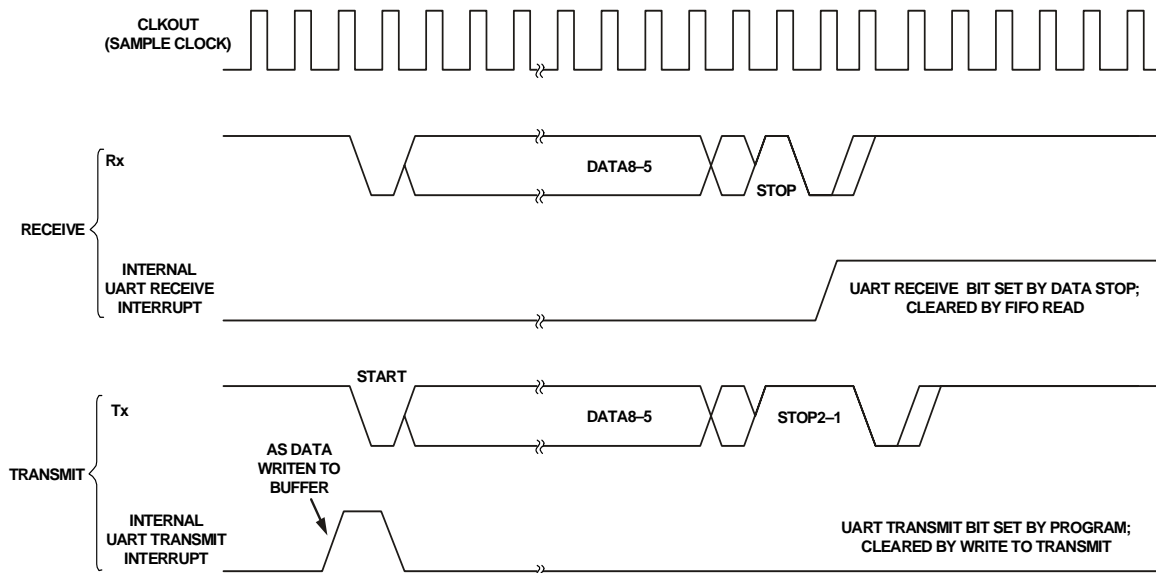 CLKOUT
(SAMPLE CLOCK)
Rx
DATA8–5
STOP
RECEIVE
INTERNAL
UART RECEIVE
INTERRUPT
UART RECEIVE BIT SET BY DATA STOP;
CLEARED BY FIFO READ
START
Tx
DATA8–5
STOP2–1
AS DATA
WRITEN TO
BUFFER
TRANSMIT
INTERNAL
UART TRANSMIT
INTERRUPT
UART TRANSMIT BIT SET BY PROGRAM;
CLEARED BY WRITE TO TRANSMIT